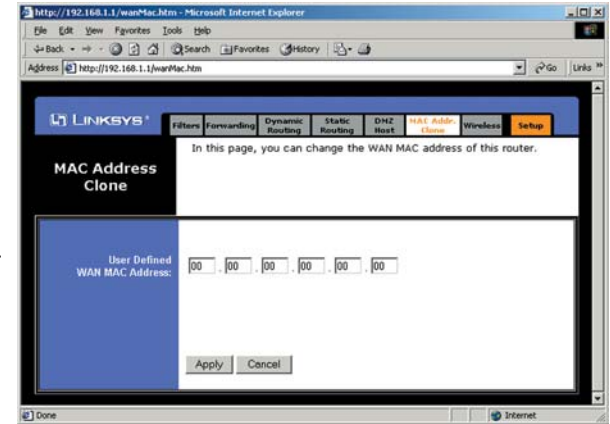 http://192.168.1.1/wanMac.htm - Microsoft Internet Explorer
File Edit View Favorites Tools Help
Back Search Favorites History
Address http://192.168.1.1/wanMac.htm Go Links »
LINKSYS® Filters Forwarding Dynamic Routing Static Routing DMZ Host MAC Addr. Clone Wireless Setup
In this page, you can change the WAN MAC address of this router.
MAC Address
Clone
User Defined
WAN MAC Address: 00 . 00 . 00 . 00 . 00 . 00
Apply Cancel
Done Internet